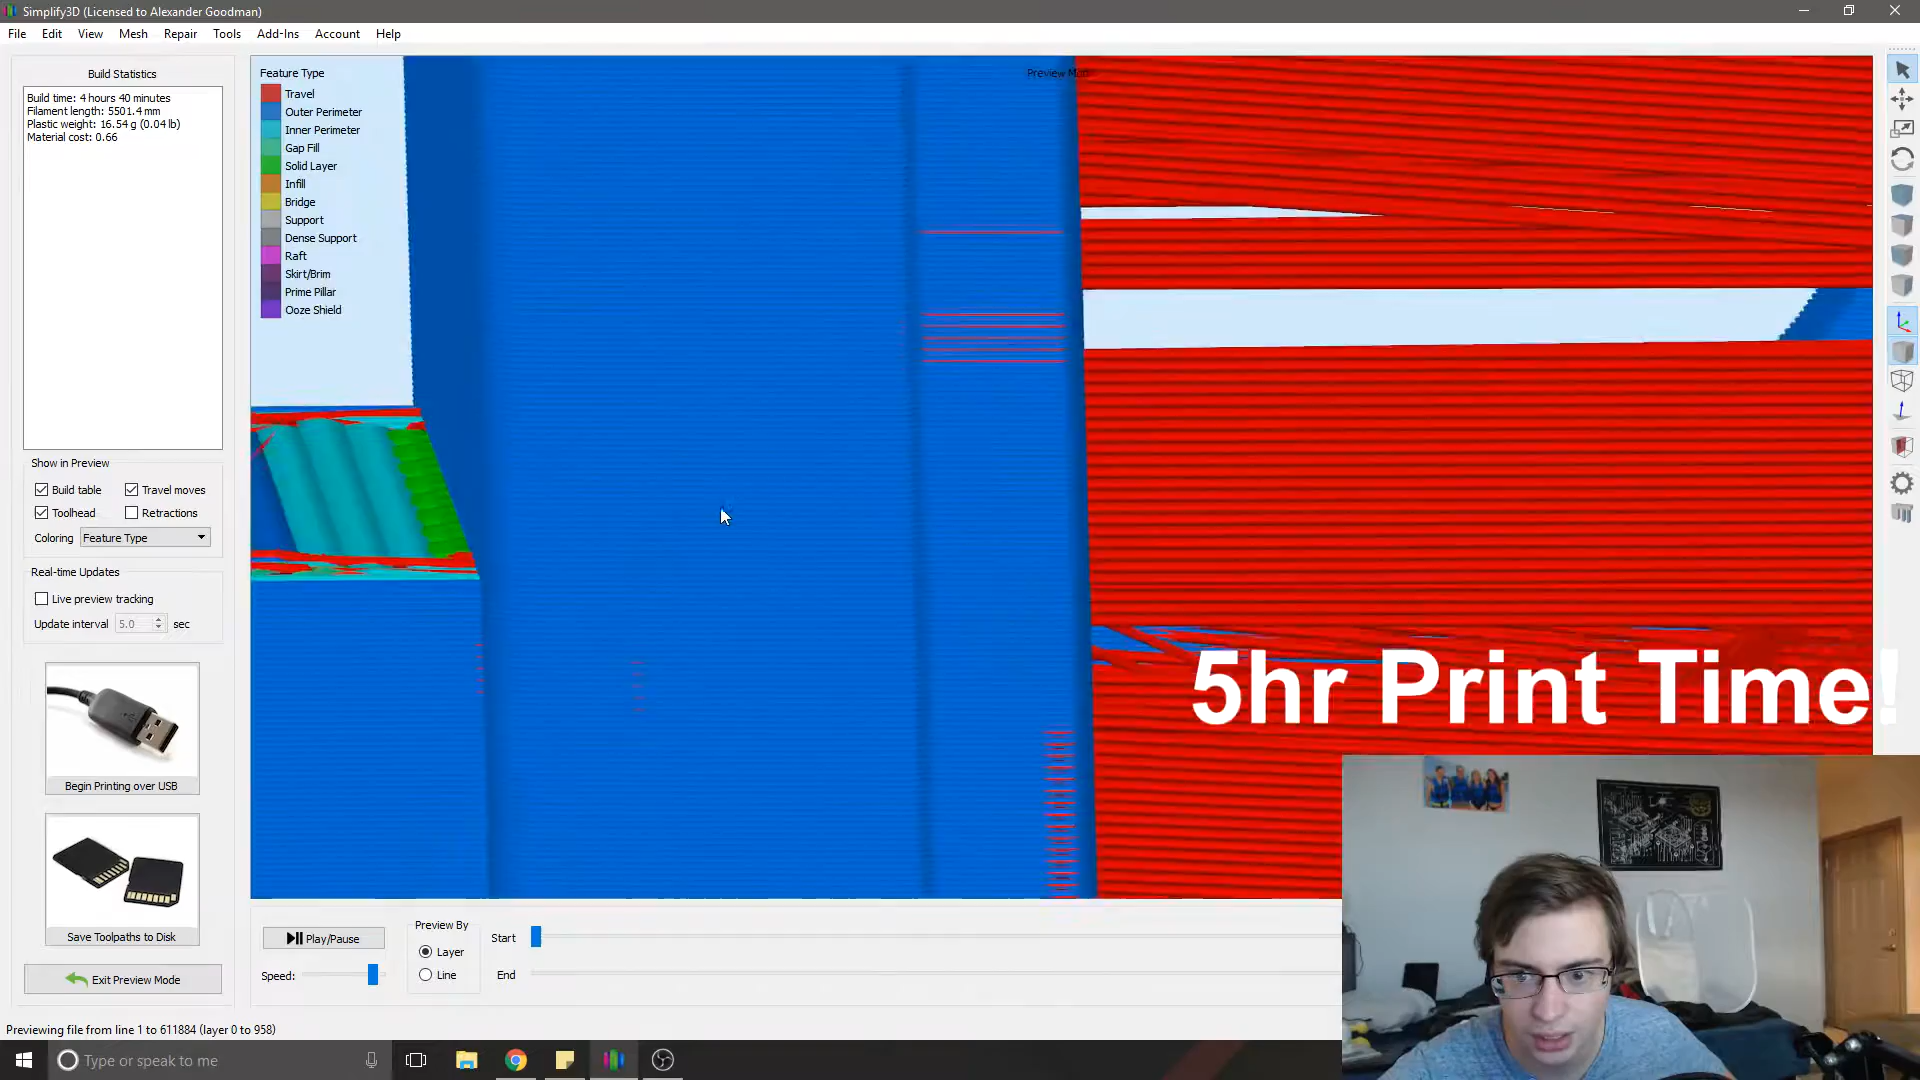 Simplify3D (Licensed to Alexander Goodman)
File Edit View Mesh Repair Tools Add-Ins Account Help
Build Statistics
Build time: 4 hours 40 minutes
Filament length: 5501.4 mm
Plastic weight: 16.54 g (0.04 lb)
Material cost: 0.66
Feature Type
Travel
Outer Perimeter
Inner Perimeter
Gap Fill
Solid Layer
Infill
Bridge
Support
Dense Support
Raft
Skirt/Brim
Prime Pillar
Ooze Shield
Preview
Show in Preview
Build table Travel moves
Toolhead Retractions
Coloring Feature Type
Real-time Updates
Live preview tracking
Update interval 5.0 sec
Begin Printing over USB
Save Toolpaths to Disk
Exit Preview Mode
5hr Print Time!
Play/Pause
Speed:
Preview By
Layer
Line
Start
End
Previewing file from line 1 to 611884 (layer 0 to 958)
Type or speak to me